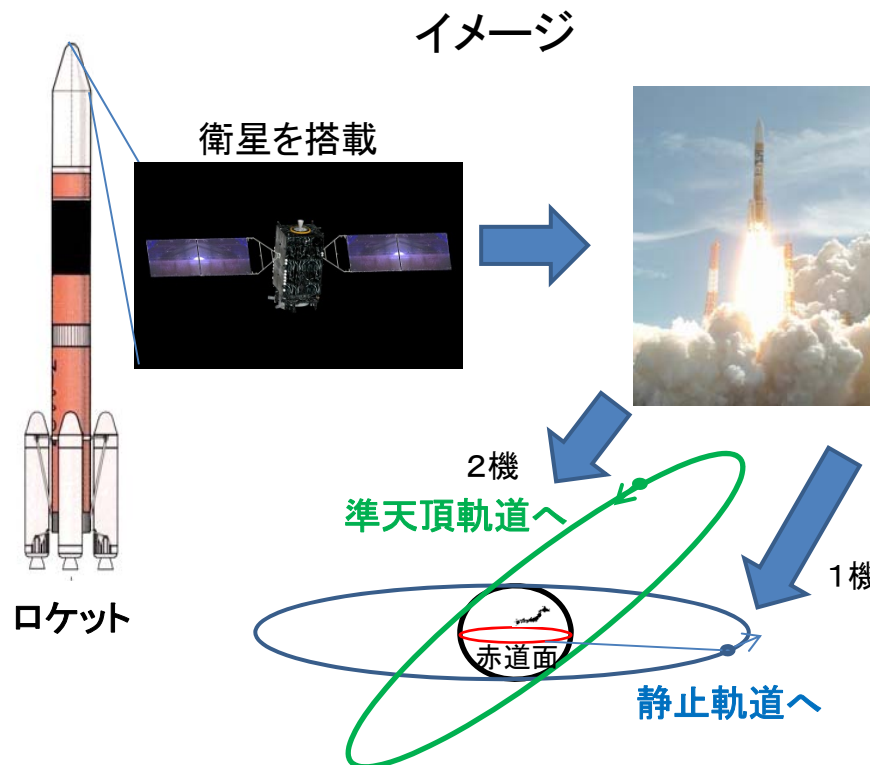 イメージ
衛星を搭載
2機
準天頂軌道へ
1機
ロケット
赤道面
静止軌道へ